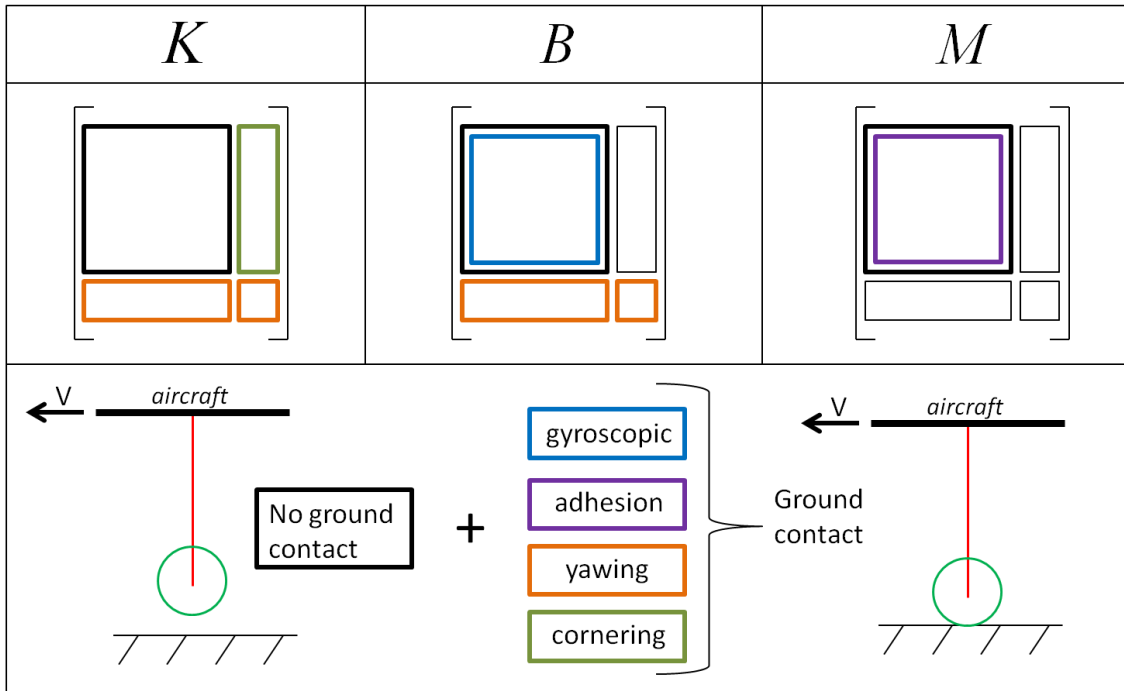 K
B
M
V
aircraft
No ground
contact
+
gyroscopic
adhesion
yawing
cornering
Ground
contact
V
aircraft